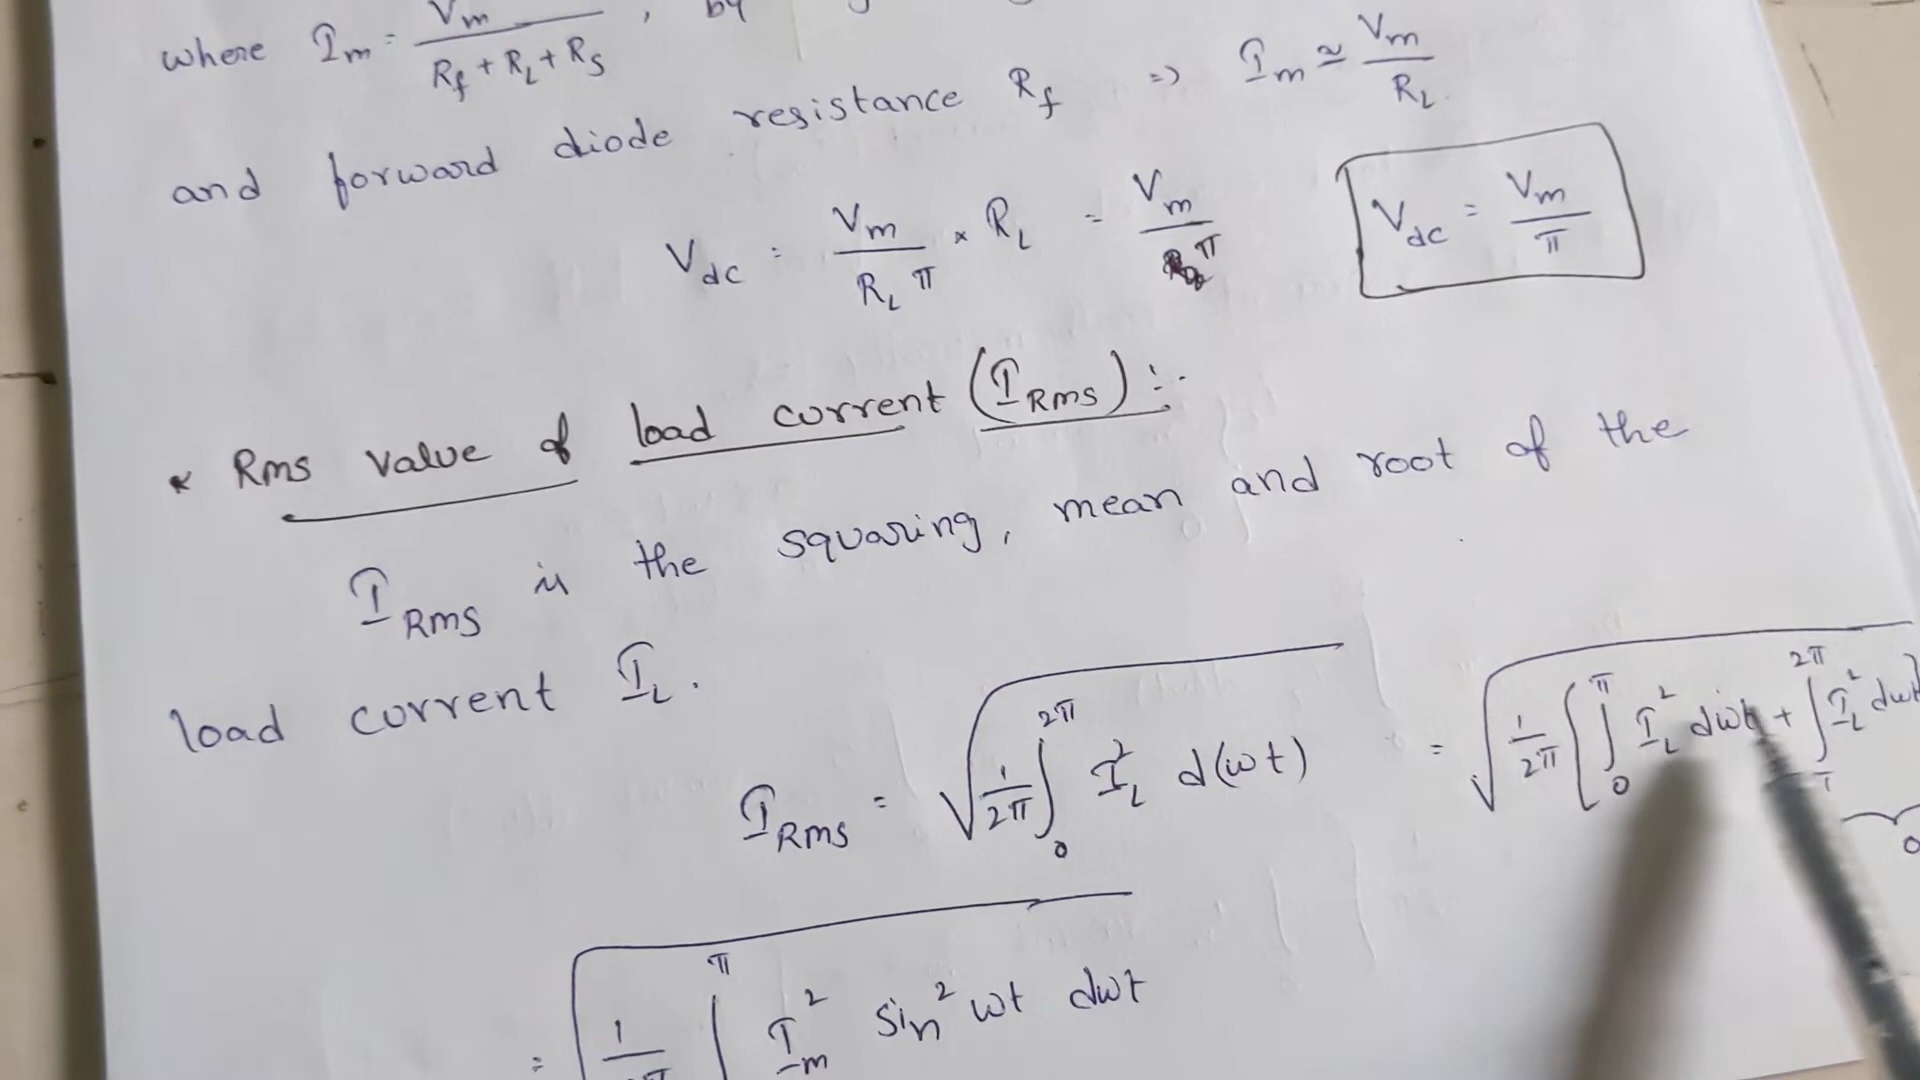 where Im = Vm / Rf + RL + RS , by
and forward diode resistance Rf => Im ≃ Vm / RL
Vdc = Vm / RL π × RL = Vm / π
Vdc = Vm / π
* Rms value of load current (IRms) :-
IRms is the squaring, mean and root of the
load current IL.
IRms = √ 1/2π ∫₀^2π IL² d(ωt) = √ 1/2π [ ∫₀^π IL² dωt + ∫π^2π IL² dωt ]
0
= √ 1/ ∫^π Im² sin² ωt dωt